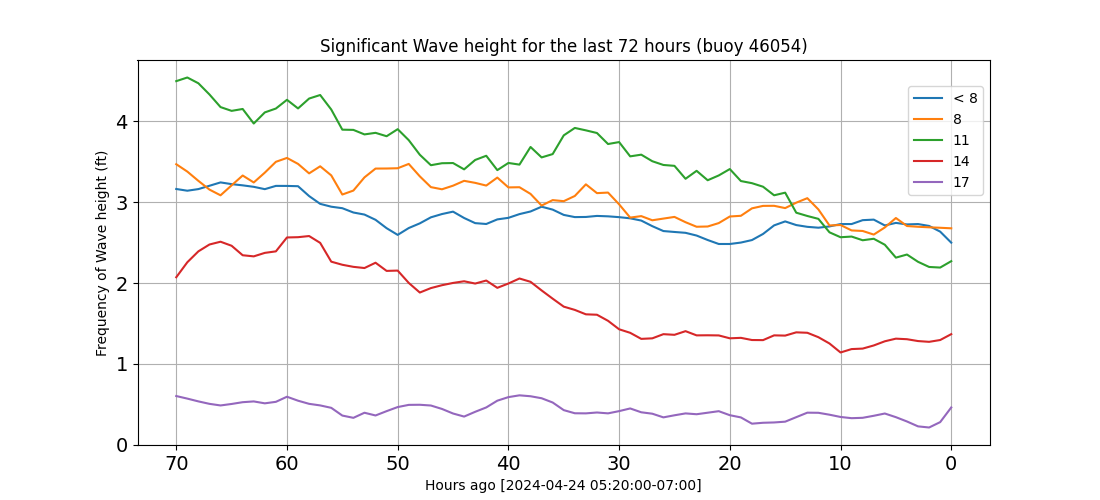 Significant Wave height for the last 72 hours (buoy 46054)
Frequency of Wave height (ft)
4
3
2
1
0
< 8
8
11
14
17
70 60 50 40 30 20 10 0
Hours ago [2024-04-24 05:20:00-07:00]